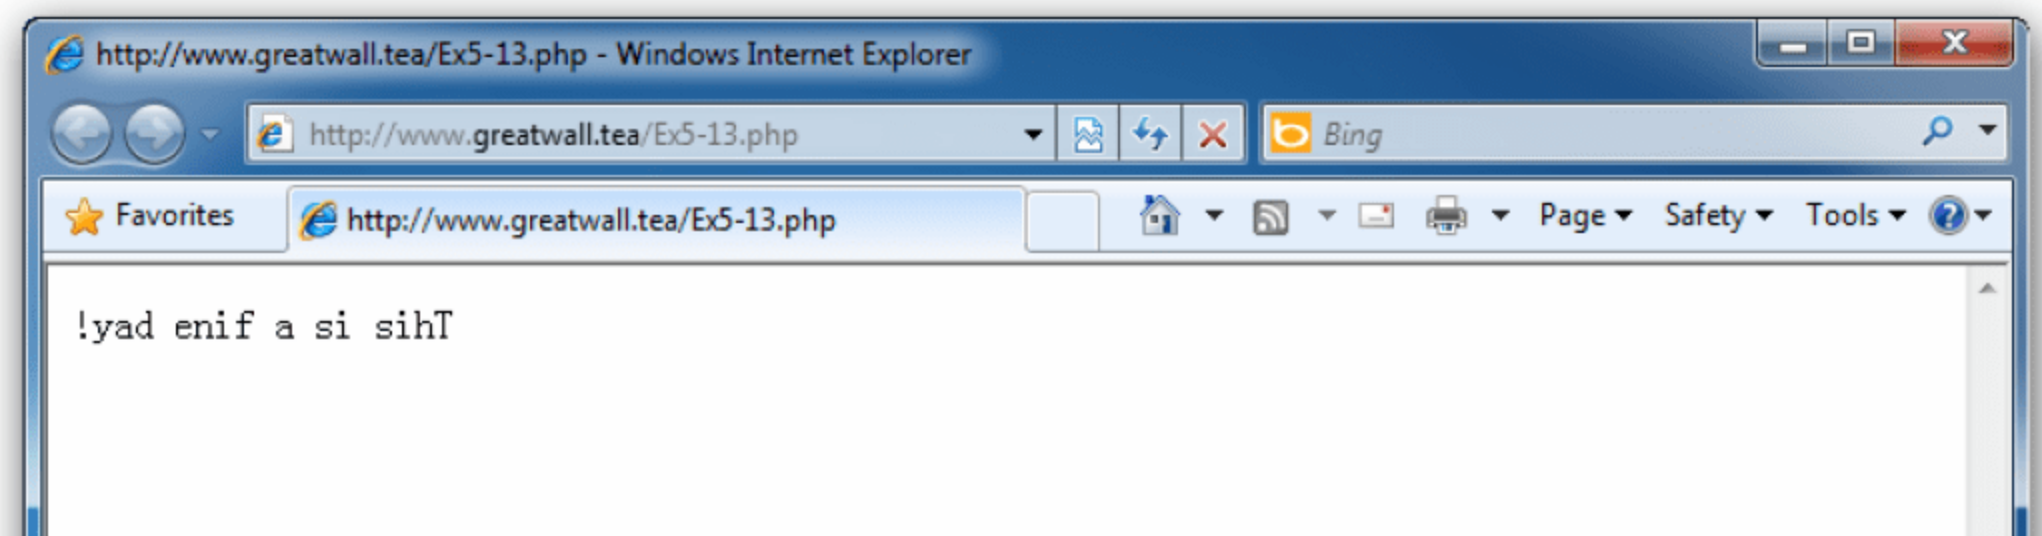 http://www.greatwall.tea/Ex5-13.php - Windows Internet Explorer
http://www.greatwall.tea/Ex5-13.php
Bing
Favorites
http://www.greatwall.tea/Ex5-13.php
Page
Safety
Tools
!yad enif a si sihT